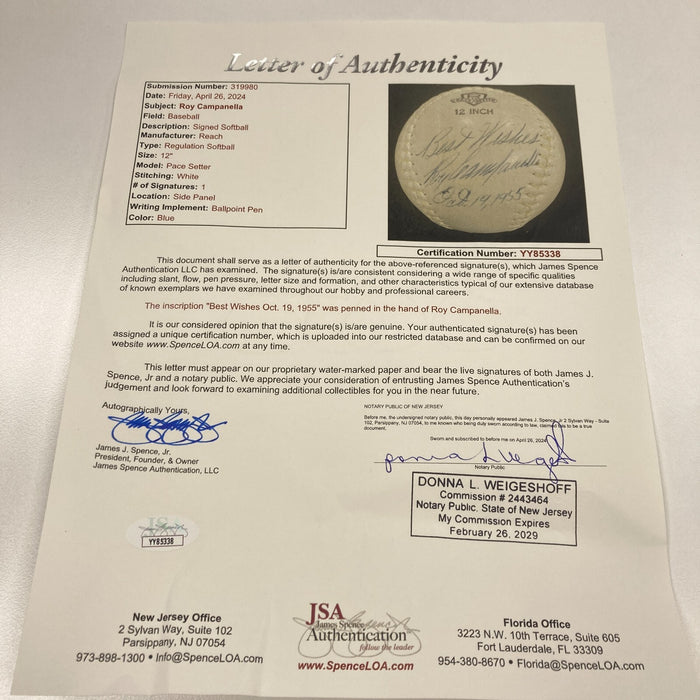 Letter of Authenticity
Submission Number: 319980
Date: Friday, April 26, 2024
Subject: Roy Campanella
Field: Baseball
Description: Signed Softball
Manufacturer: Reach
Type: Regulation Softball
Size: 12"
Model: Pace Setter
Stitching: White
# of Signatures: 1
Location: Side Panel
Writing Implement: Ballpoint Pen
Color: Blue
12 INCH
Best Wishes
Roy Campanella
Oct. 19, 1955
Certification Number: YY85338
This document shall serve as a letter of authenticity for the above-referenced signature(s), which James Spence
Authentication LLC has examined. The signature(s) is/are consistent considering a wide range of specific qualities
including slant, flow, pen pressure, letter size and formation, and other characteristics typical of our extensive database
of known exemplars we have examined throughout our hobby and professional careers.
The inscription "Best Wishes Oct. 19, 1955" was penned in the hand of Roy Campanella.
It is our considered opinion that the signature(s) is/are genuine. Your authenticated signature(s) has been
assigned a unique certification number, which is uploaded into our restricted database and can be confirmed on our
website www.SpenceLOA.com at any time.
This letter must appear on our proprietary water-marked paper and bear the live signatures of both James J.
Spence, Jr and a notary public. We appreciate your consideration of entrusting James Spence Authentication's
judgement and look forward to examining additional collectibles for you in the near future.
Autographically Yours,
James J. Spence, Jr.
President, Founder, & Owner
James Spence Authentication, LLC
NOTARY PUBLIC OF NEW JERSEY
Before me, the undersigned notary public, this day personally appeared James J. Spence, Jr 2 Sylvan Way - Suite
102, Parsippany, NJ 07054, to me known who being duly sworn according to law, claimed this to be a true
document.
Sworn and subscribed to before me on April 26, 2024
Donna L Weigeshoff
Notary Public
DONNA L. WEIGESHOFF
Commission # 2443464
Notary Public, State of New Jersey
My Commission Expires
February 26, 2029
YY85338
New Jersey Office
2 Sylvan Way, Suite 102
Parsippany, NJ 07054
973-898-1300 • Info@SpenceLOA.com
JSA
James Spence
Authentication
follow the leader
www.SpenceLOA.com
Florida Office
3223 N.W. 10th Terrace, Suite 605
Fort Lauderdale, FL 33309
954-380-8670 • Florida@SpenceLOA.com